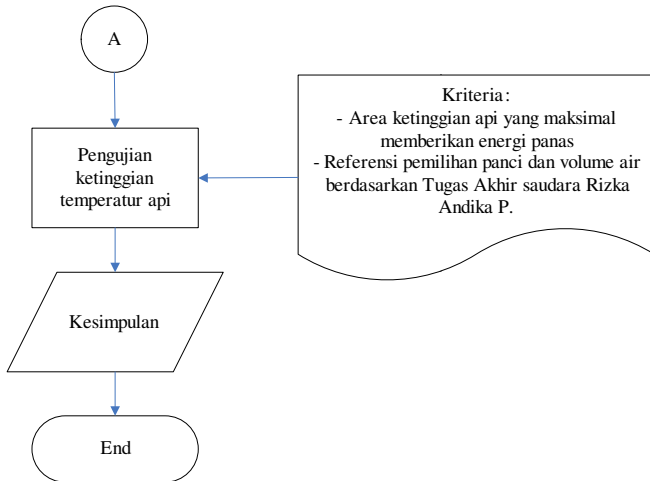 A
Pengujian
ketinggian
temperatur api
Kriteria:
- Area ketinggian api yang maksimal
memberikan energi panas
- Referensi pemilihan panci dan volume air
berdasarkan Tugas Akhir saudara Rizka
Andika P.
Kesimpulan
End